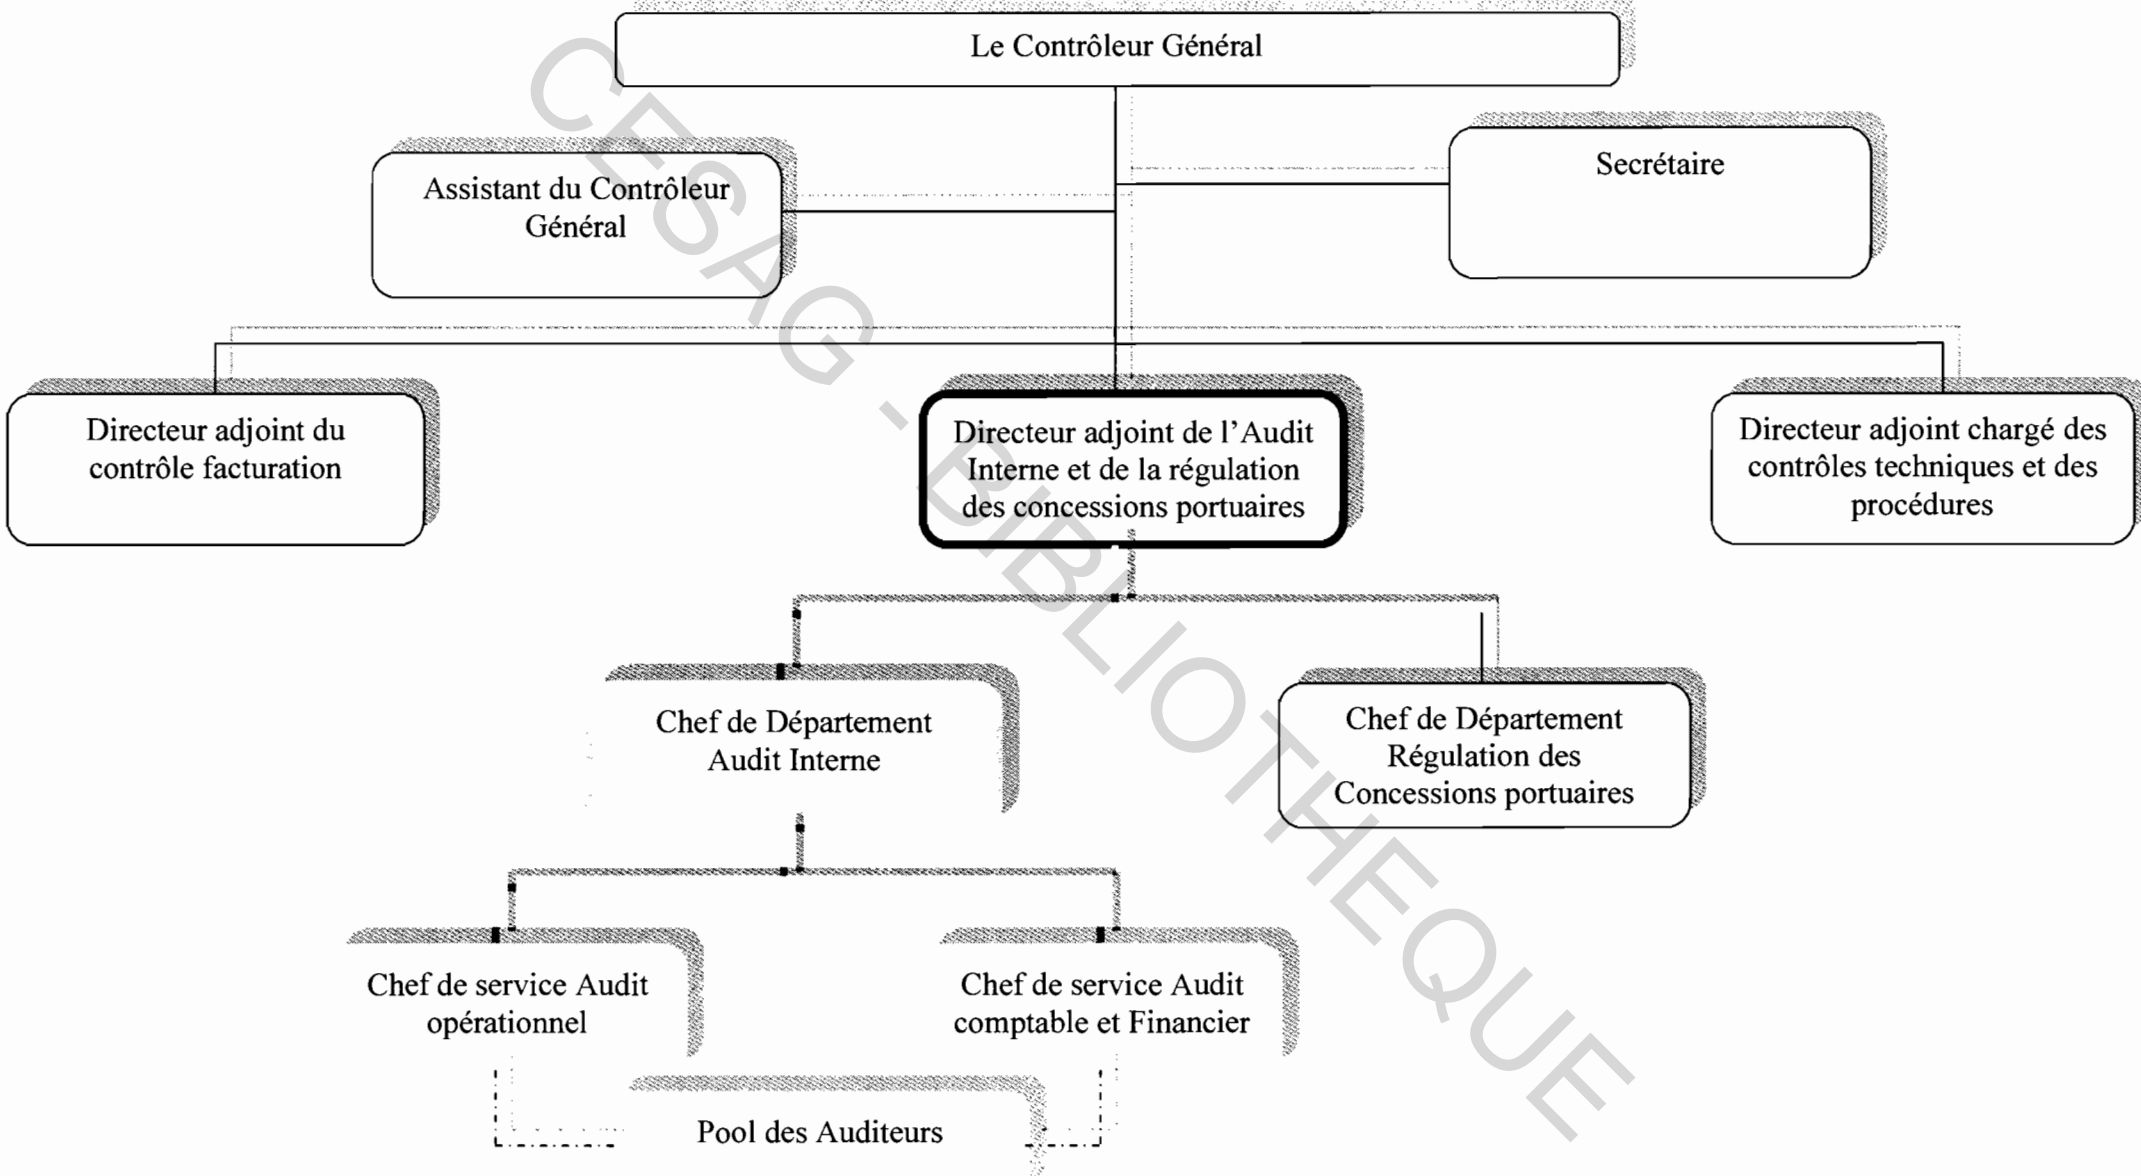 Le Contrôleur Général
Assistant du Contrôleur
Général
Secrétaire
Directeur adjoint du
contrôle facturation
Directeur adjoint de l’Audit
Interne et de la régulation
des concessions portuaires
Directeur adjoint chargé des
contrôles techniques et des
procédures
Chef de Département
Audit Interne
Chef de Département
Régulation des
Concessions portuaires
Chef de service Audit
opérationnel
Chef de service Audit
comptable et Financier
Pool des Auditeurs
CESAG - BIBLIOTHEQUE